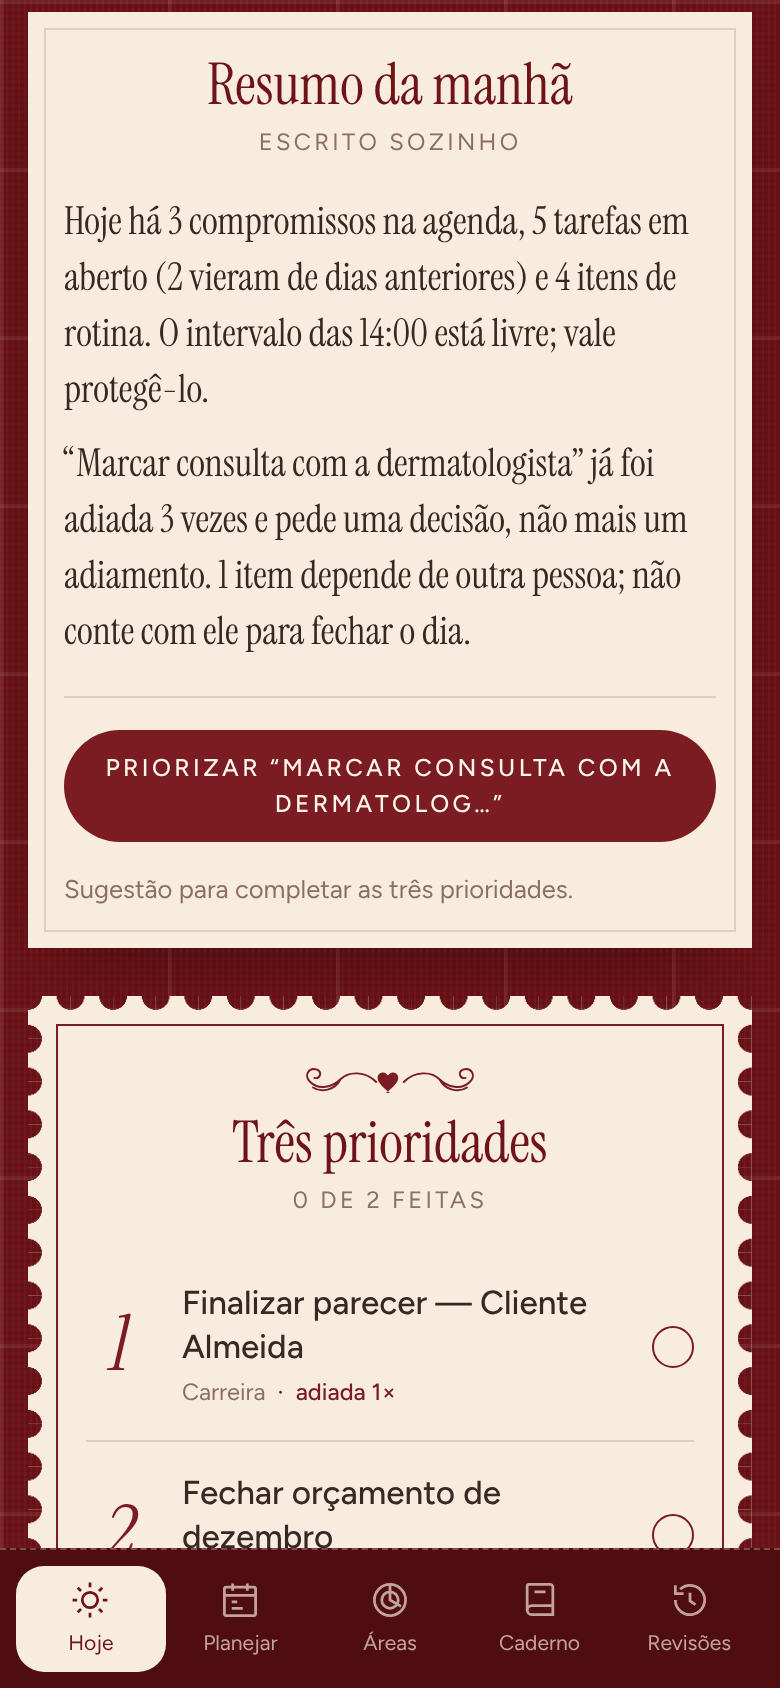 Resumo da manhã
ESCRITO SOZINHO
Hoje há 3 compromissos na agenda, 5 tarefas em
aberto (2 vieram de dias anteriores) e 4 itens de
rotina. O intervalo das 14:00 está livre; vale
protegê-lo.
“Marcar consulta com a dermatologista” já foi
adiada 3 vezes e pede uma decisão, não mais um
adiamento. 1 item depende de outra pessoa; não
conte com ele para fechar o dia.
PRIORIZAR “MARCAR CONSULTA COM A
DERMATOLOG…”
Sugestão para completar as três prioridades.
Três prioridades
0 DE 2 FEITAS
1
Finalizar parecer — Cliente
Almeida
Carreira · adiada 1×
2
Fechar orçamento de
dezembro
Hoje
Planejar
Áreas
Caderno
Revisões